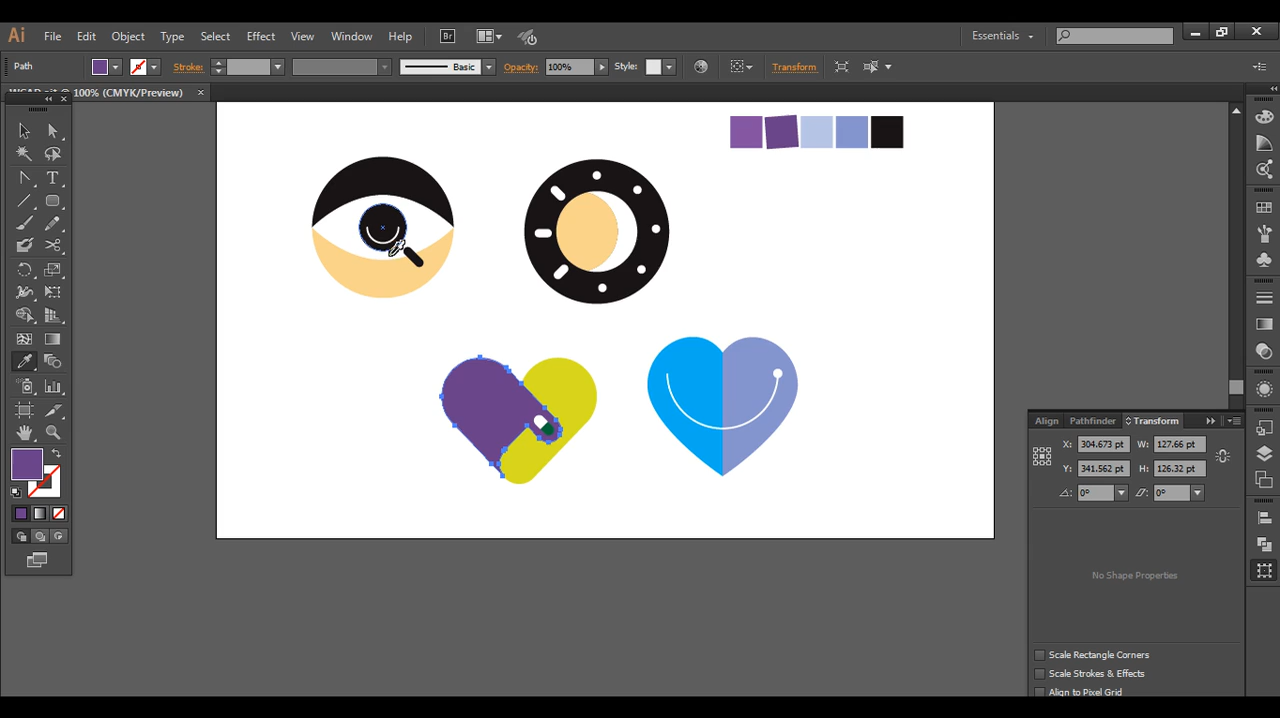 Ai File Edit Object Type Select Effect View Window Help Br Essentials
Path Stroke: Basic Opacity: 100% Style: Transform
@ 100% (CMYK/Preview)
T
Align Pathfinder Transform
X: 304.673 pt W: 127.66 pt
Y: 341.562 pt H: 126.32 pt
0° 0°
No Shape Properties
Scale Rectangle Corners
Scale Strokes & Effects
Align to Pixel Grid